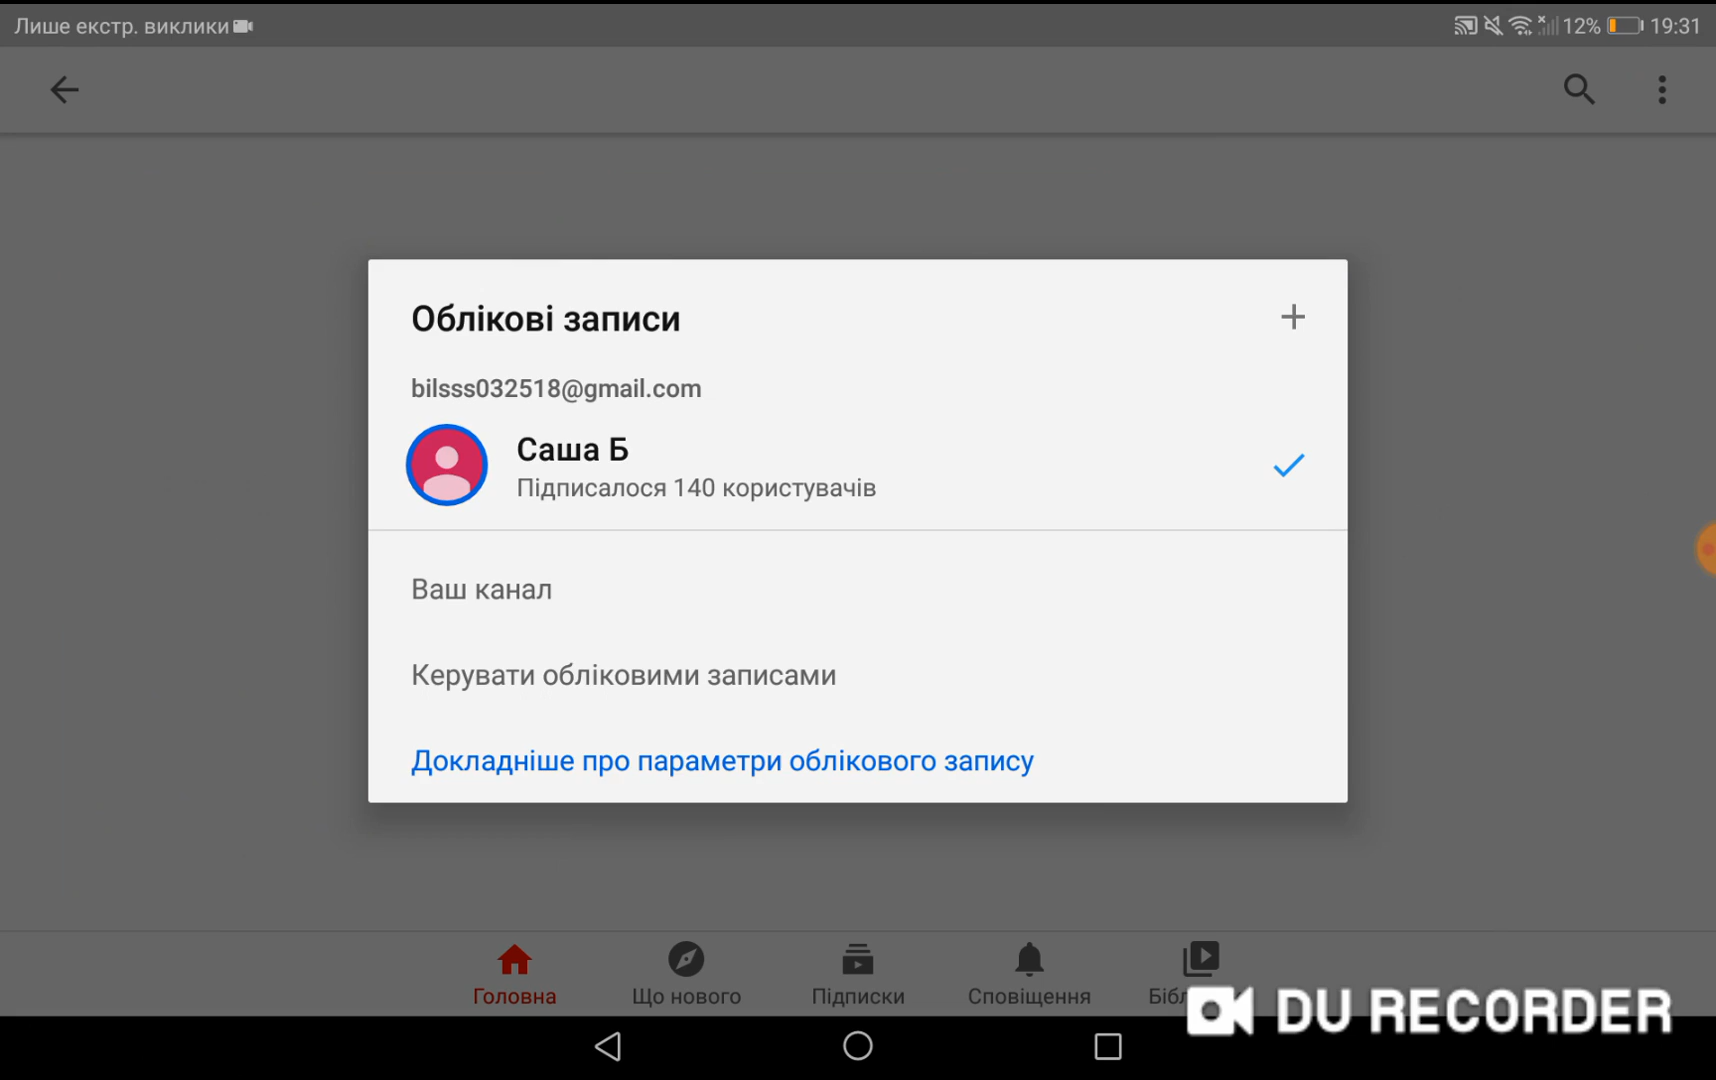 Лише екстр. виклики
12%
19:31
Облікові записи
bilsss032518@gmail.com
Саша Б
Підписалося 140 користувачів
Ваш канал
Керувати обліковими записами
Докладніше про параметри облікового запису
Головна
Що нового
Підписки
Сповіщення
DU RECORDER